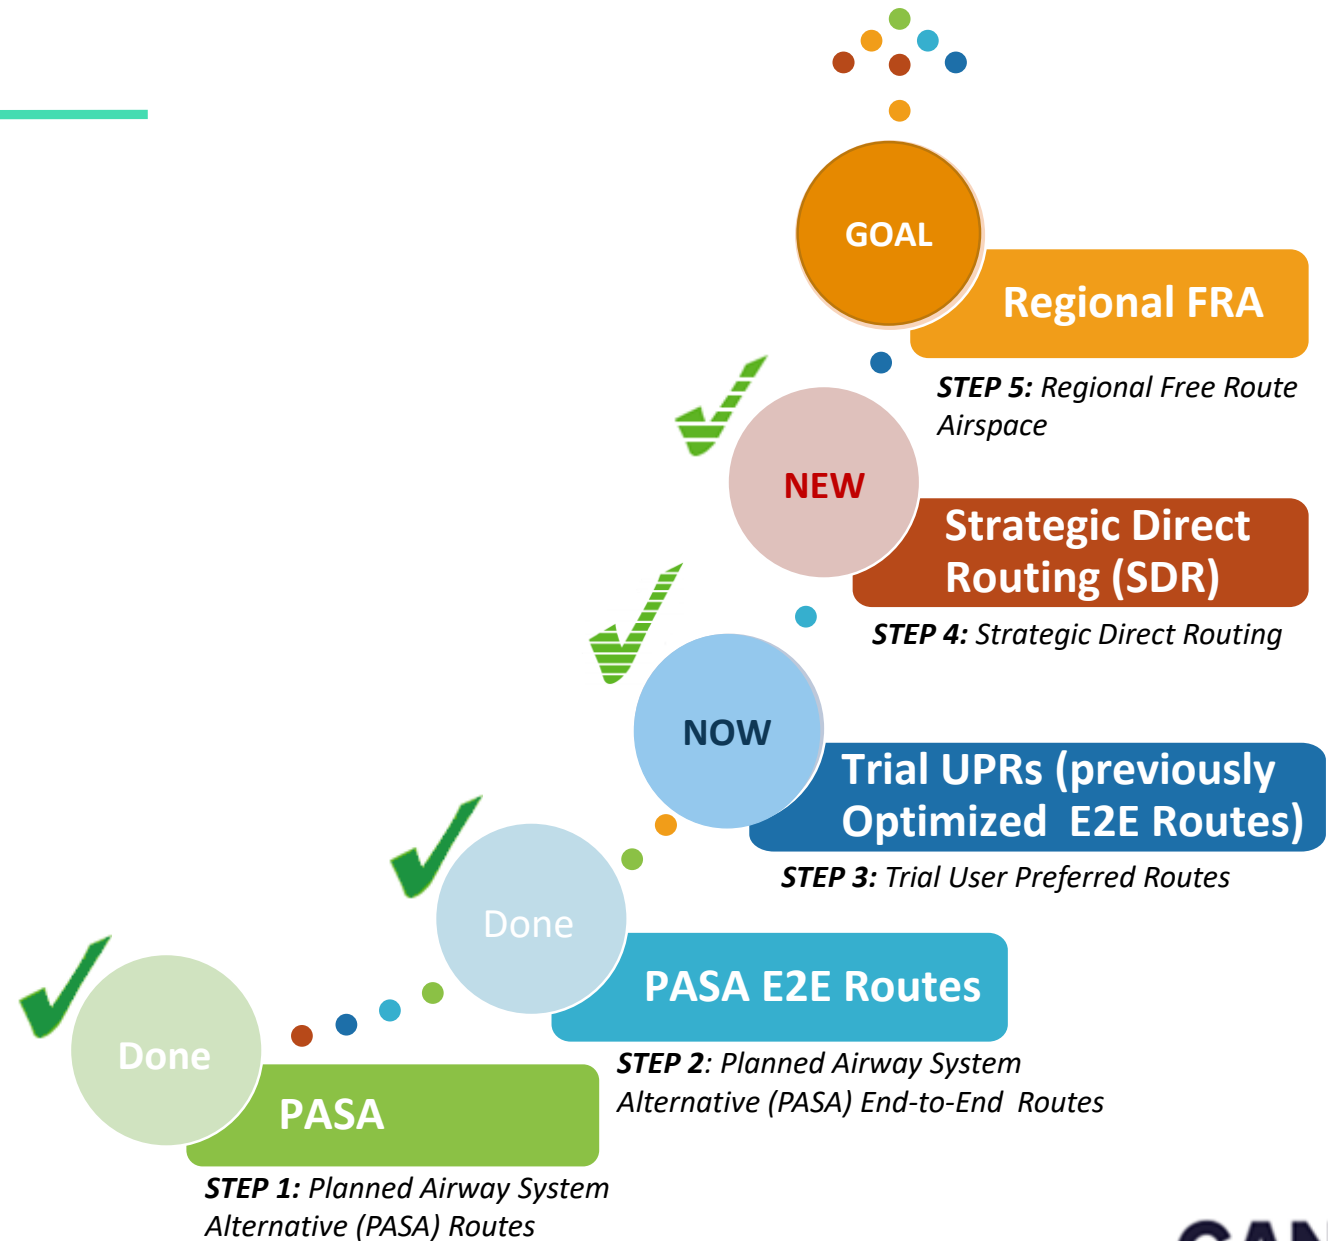 GOAL
Regional FRA
STEP 5: Regional Free Route
Airspace
NEW
Strategic Direct
Routing (SDR)
STEP 4: Strategic Direct Routing
NOW
Trial UPRs (previously
Optimized  E2E Routes)
STEP 3: Trial User Preferred Routes
Done
PASA E2E Routes
STEP 2: Planned Airway System
Alternative (PASA) End-to-End  Routes
Done
PASA
STEP 1: Planned Airway System
Alternative (PASA) Routes